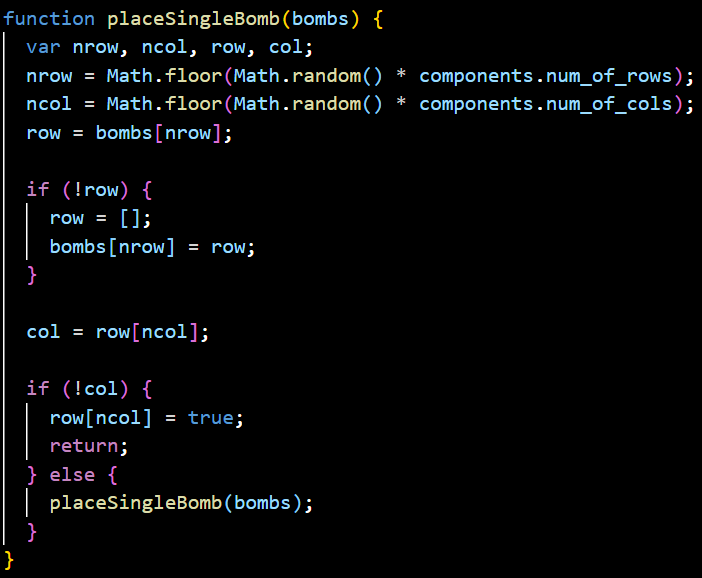 function placeSingleBomb(bombs) {
  var nrow, ncol, row, col;
  nrow = Math.floor(Math.random() * components.num_of_rows);
  ncol = Math.floor(Math.random() * components.num_of_cols);
  row = bombs[nrow];

  if (!row) {
    row = [];
    bombs[nrow] = row;
  }

  col = row[ncol];

  if (!col) {
    row[ncol] = true;
    return;
  } else {
    placeSingleBomb(bombs);
  }
}